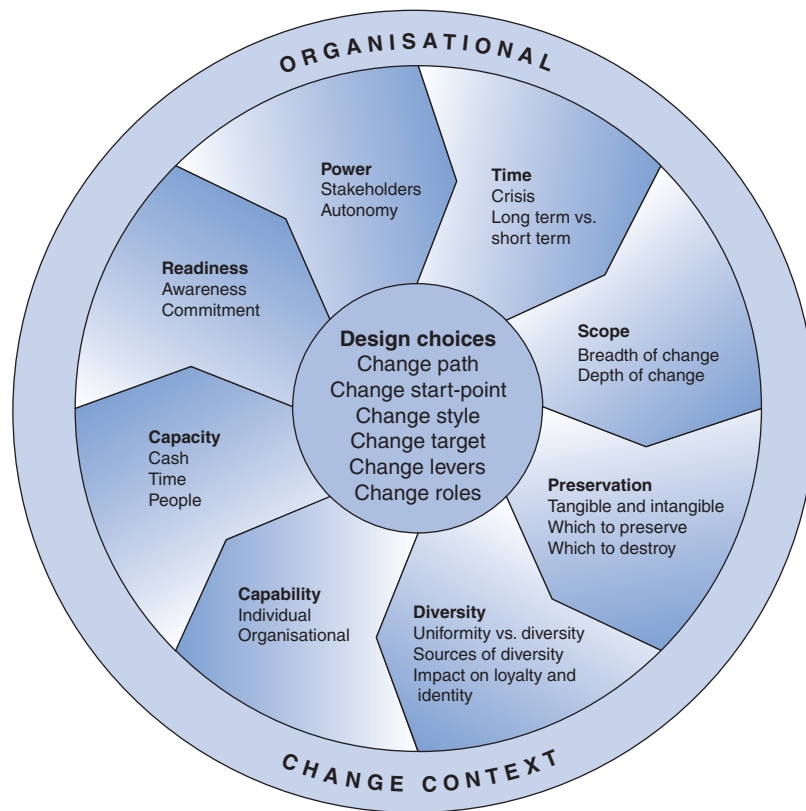 ORGANISATIONAL
Power
Stakeholders
Autonomy
Time
Crisis
Long term vs.
short term
Scope
Breadth of change
Depth of change
Preservation
Tangible and intangible
Which to preserve
Which to destroy
Diversity
Uniformity vs. diversity
Sources of diversity
Impact on loyalty and
identity
Capability
Individual
Organisational
Capacity
Cash
Time
People
Readiness
Awareness
Commitment
Design choices
Change path
Change start-point
Change style
Change target
Change levers
Change roles
CHANGE CONTEXT